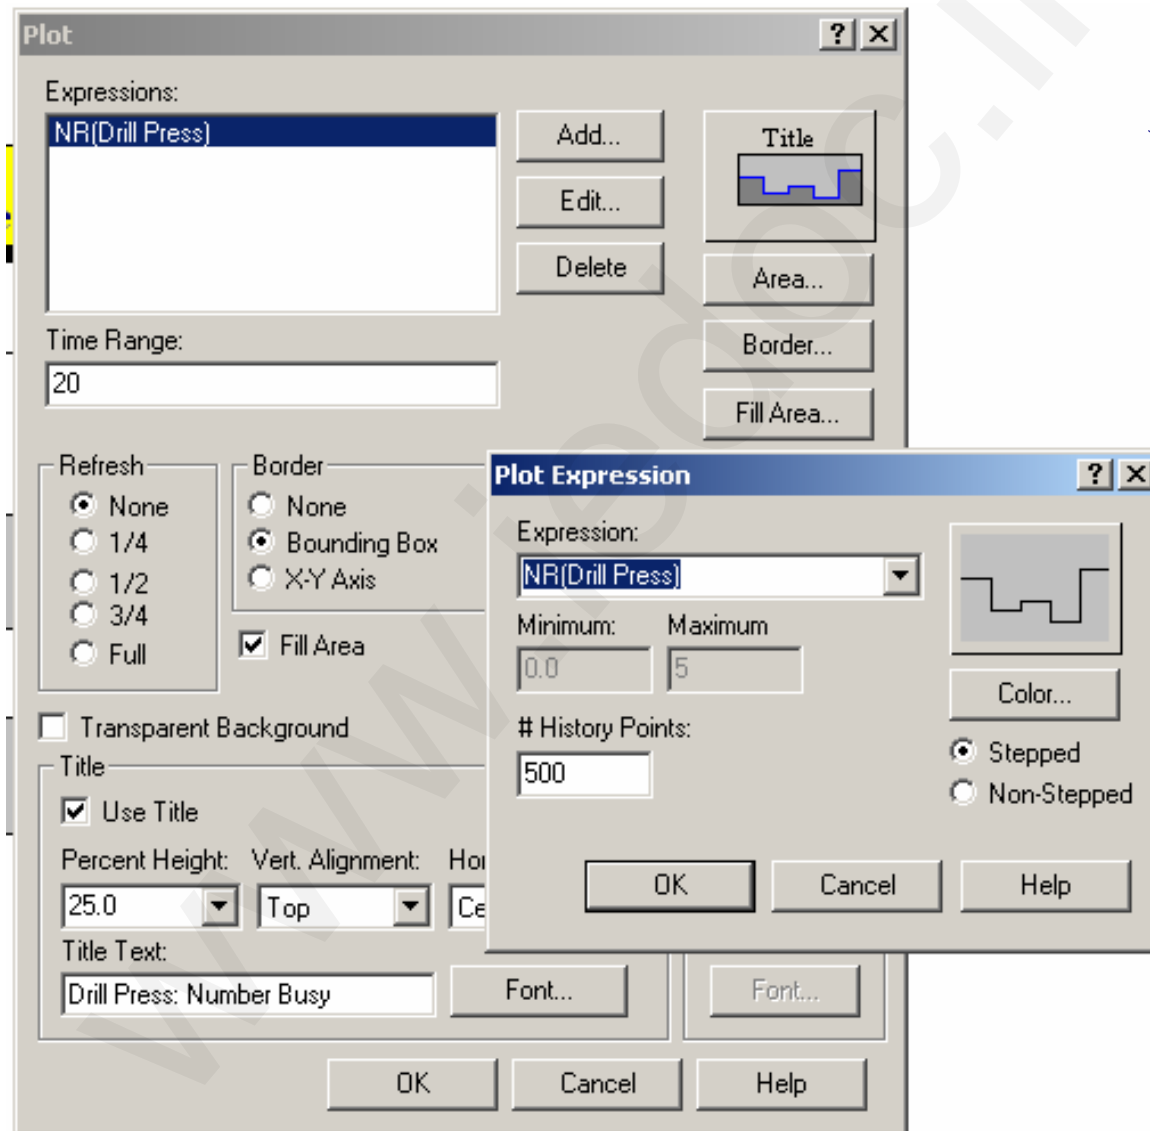 Plot
Expressions:
NR(Drill Press)
Add...
Edit...
Delete
Title
Area...
Border...
Fill Area...
Time Range:
20
Refresh
None
1/4
1/2
3/4
Full
Border
None
Bounding Box
X-Y Axis
Fill Area
Transparent Background
Title
Use Title
Percent Height: Vert. Alignment: Hor
25.0 Top Ce
Title Text:
Drill Press: Number Busy
Font...
Font...
OK Cancel Help
Plot Expression
Expression:
NR(Drill Press)
Minimum: Maximum
0.0 5
# History Points:
500
Color...
Stepped
Non-Stepped
OK Cancel Help